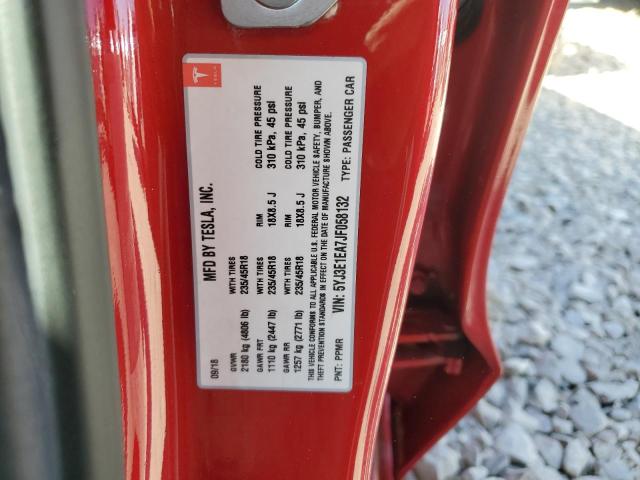 TESLA
MFD BY TESLA, INC.
09/18
GVWR WITH TIRES RIM COLD TIRE PRESSURE
2180 kg (4806 lb) 235/45R18 18X8.5 J 310 kPa, 45 psi
GAWR FRT WITH TIRES RIM COLD TIRE PRESSURE
1110 kg (2447 lb) 235/45R18 18X8.5 J 310 kPa, 45 psi
GAWR RR
1257 kg (2771 lb) 235/45R18
THIS VEHICLE CONFORMS TO ALL APPLICABLE U.S. FEDERAL MOTOR VEHICLE SAFETY, BUMPER, AND
THEFT PREVENTION STANDARDS IN EFFECT ON THE DATE OF MANUFACTURE SHOWN ABOVE.
VIN: 5YJ3E1EA7JF058132
PNT: PPMR TYPE: PASSENGER CAR